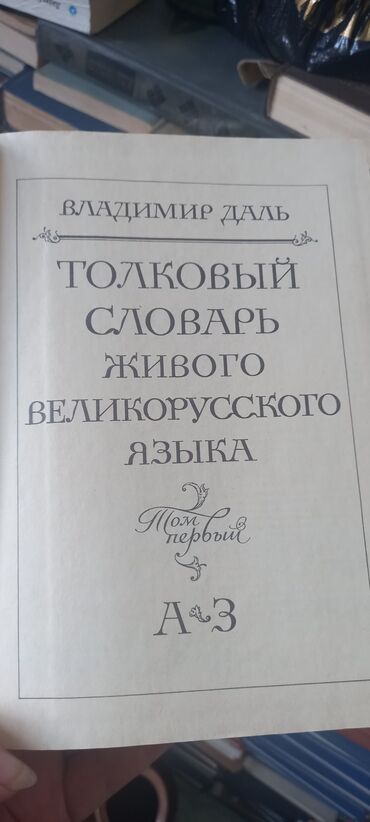 ВЛАДИМИР ДАЛЬ
ТОЛКОВЫЙ
СЛОВАРЬ
ЖИВОГО
ВЕЛИКОРУССКОГО
ЯЗЫКА
Том
первый
А-З